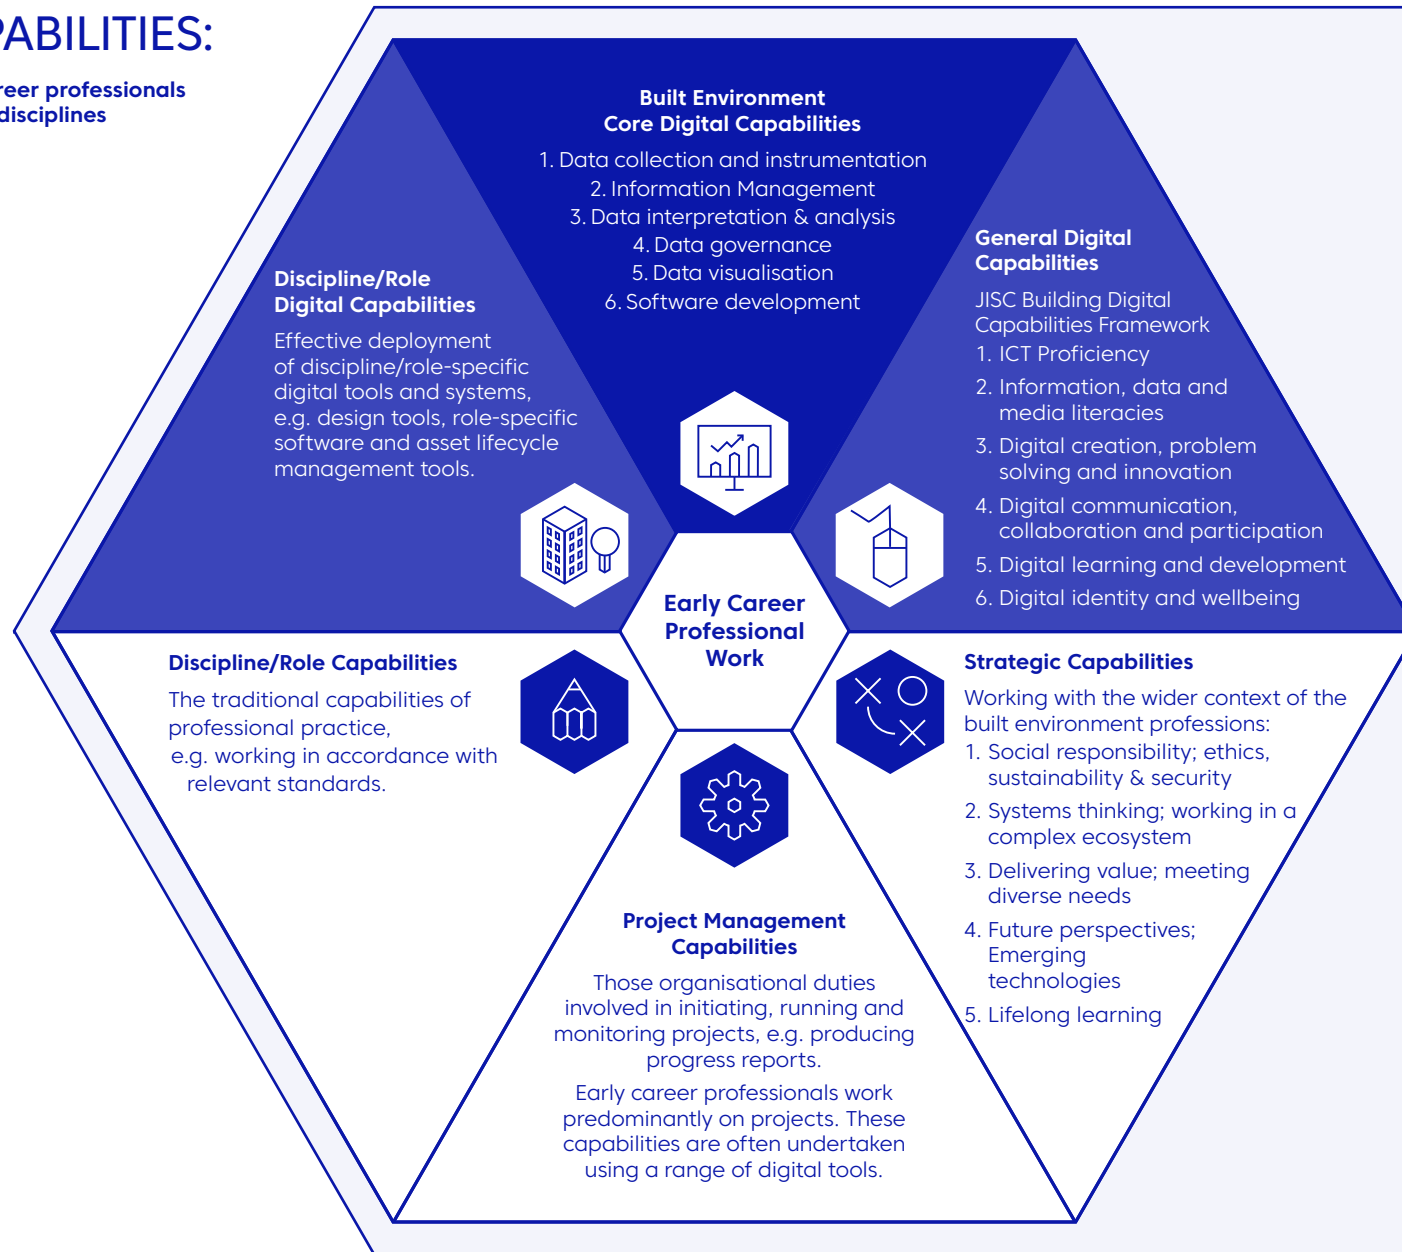 PABILITIES:
reer professionals
disciplines
Built Environment
Core Digital Capabilities
1. Data collection and instrumentation
2. Information Management
3. Data interpretation & analysis
4. Data governance
5. Data visualisation
6. Software development
Discipline/Role
Digital Capabilities
Effective deployment
of discipline/role-specific
digital tools and systems,
e.g. design tools, role-specific
software and asset lifecycle
management tools.
General Digital
Capabilities
JISC Building Digital
Capabilities Framework
1. ICT Proficiency
2. Information, data and
media literacies
3. Digital creation, problem
solving and innovation
4. Digital communication,
collaboration and participation
5. Digital learning and development
6. Digital identity and wellbeing
Early Career
Professional
Work
Discipline/Role Capabilities
The traditional capabilities of
professional practice,
e.g. working in accordance with
relevant standards.
Strategic Capabilities
Working with the wider context of the
built environment professions:
1. Social responsibility; ethics,
sustainability & security
2. Systems thinking; working in a
complex ecosystem
3. Delivering value; meeting
diverse needs
4. Future perspectives;
Emerging
technologies
5. Lifelong learning
Project Management
Capabilities
Those organisational duties
involved in initiating, running and
monitoring projects, e.g. producing
progress reports.
Early career professionals work
predominantly on projects. These
capabilities are often undertaken
using a range of digital tools.